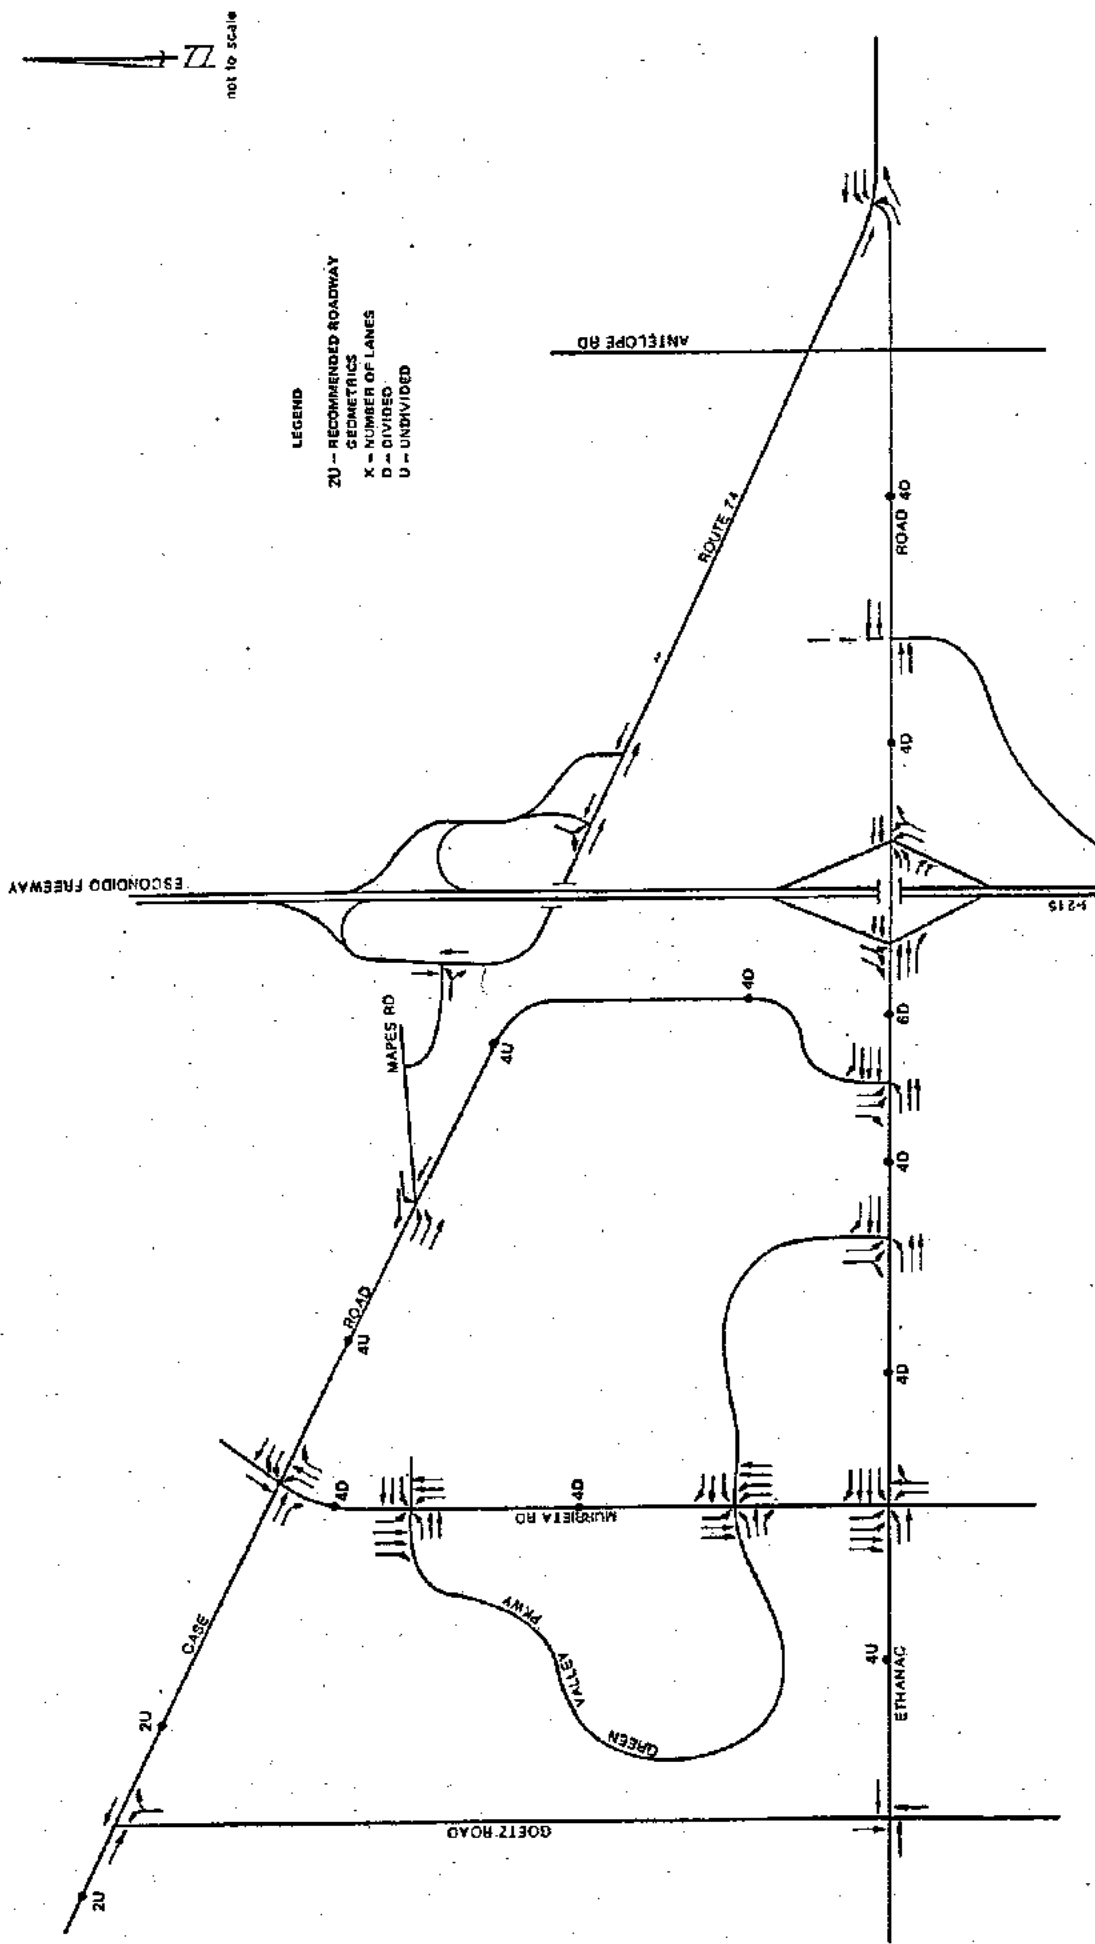 not to scale
LEGEND
2U – RECOMMENDED ROADWAY
GEOMETRICS
X – NUMBER OF LANES
D – DIVIDED
U – UNDIVIDED
ESCONDIDO FREEWAY
ANTELOPE RD
ROUTE 74
ROAD 4D
4D
I-215
6D
MAPES RD
4U
4D
4D
4D
ROAD
4U
4D
4D
MURRIETA RD
CASE
2U
2U
GREEN
VALLEY
PKWY
4U
ETHANAC
GOETZ ROAD